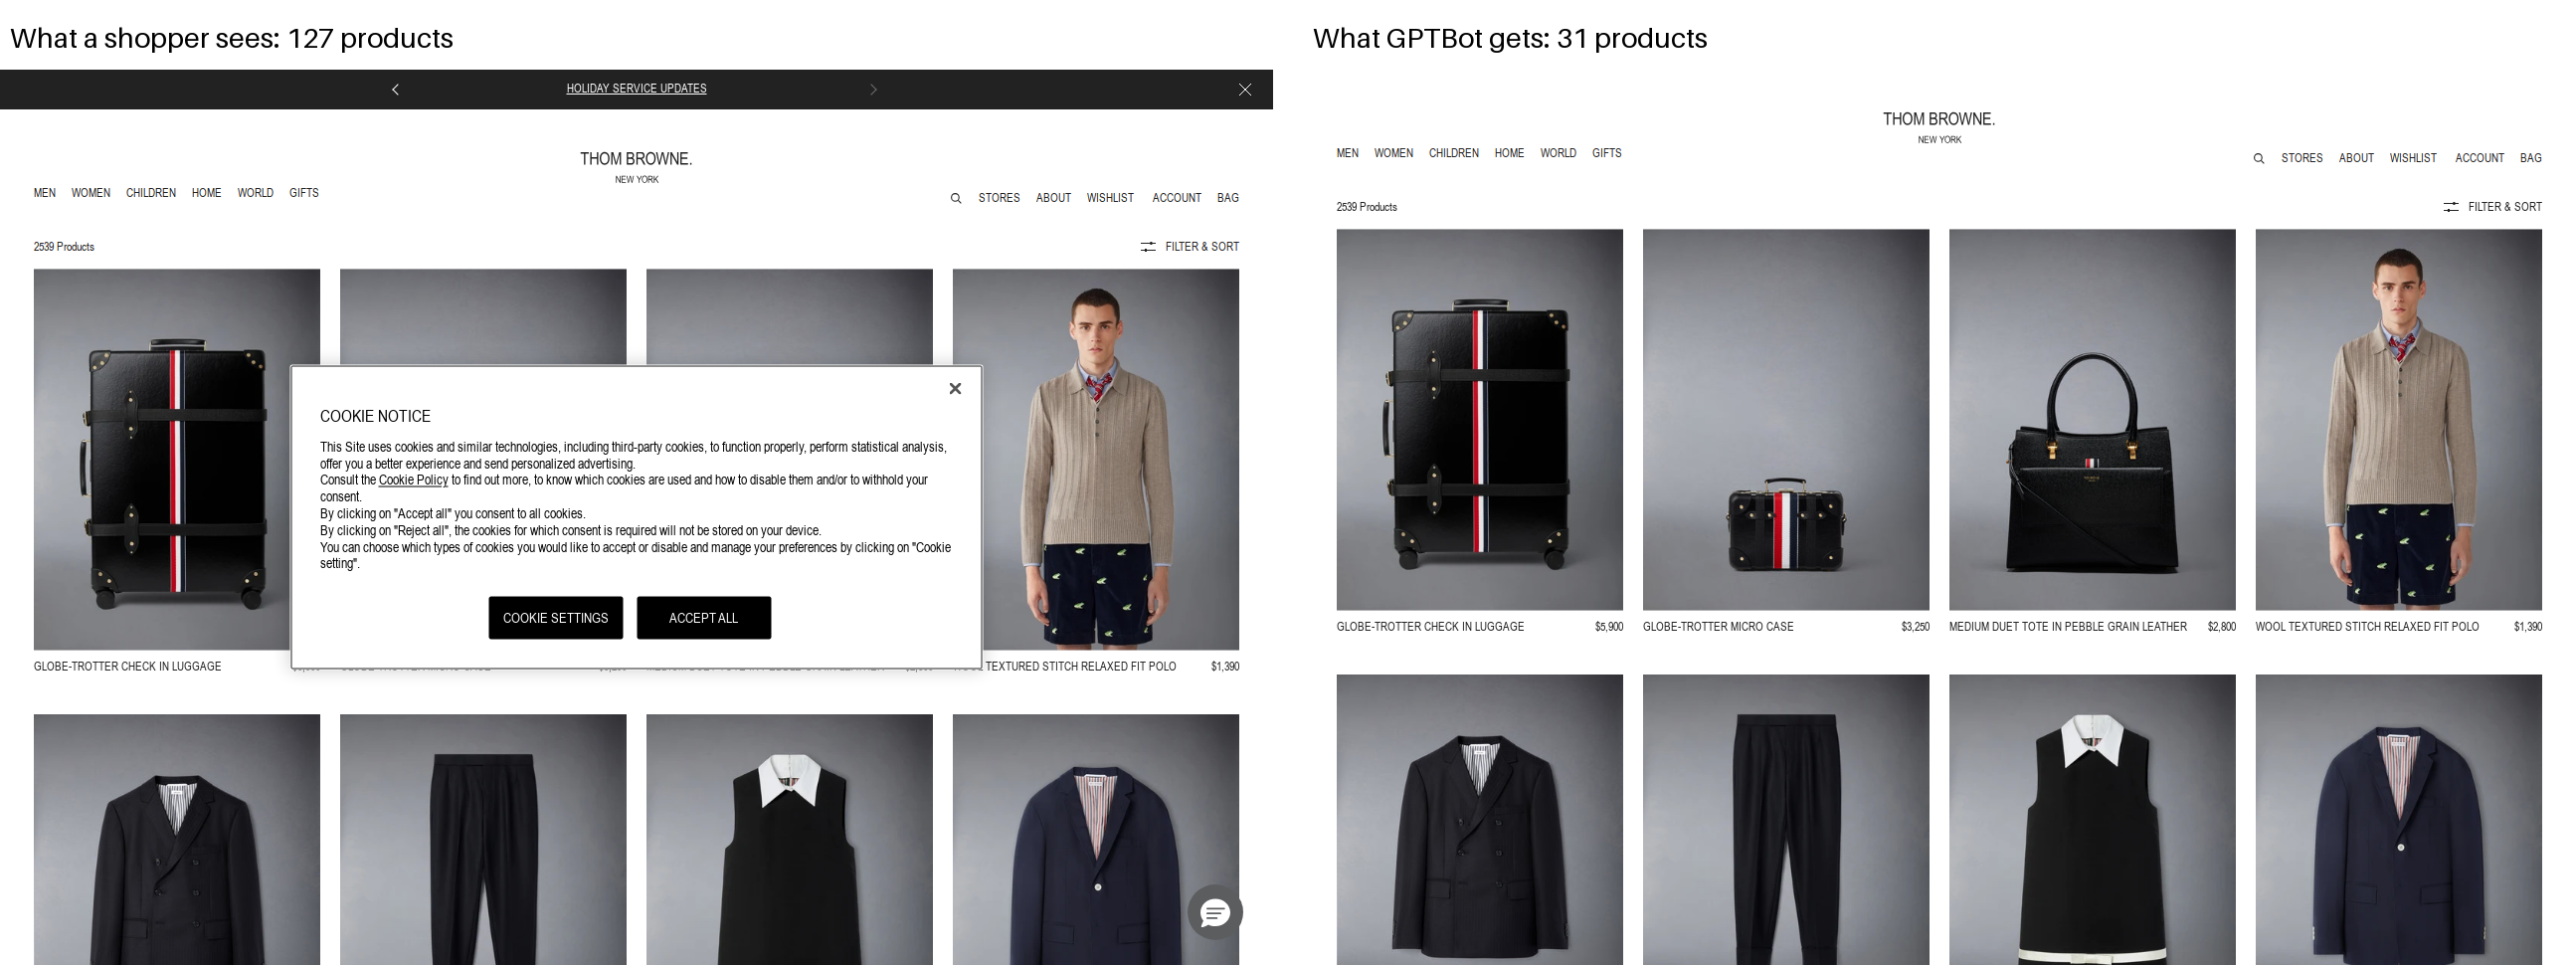 What a shopper sees: 127 products
HOLIDAY SERVICE UPDATES
THOM BROWNE.
NEW YORK
MEN WOMEN CHILDREN HOME WORLD GIFTS
STORES ABOUT WISHLIST ACCOUNT BAG
2539 Products
FILTER & SORT
COOKIE NOTICE
This Site uses cookies and similar technologies, including third-party cookies, to function properly, perform statistical analysis,
offer you a better experience and send personalized advertising.
Consult the Cookie Policy to find out more, to know which cookies are used and how to disable them and/or to withhold your
consent.
By clicking on "Accept all" you consent to all cookies.
By clicking on "Reject all", the cookies for which consent is required will not be stored on your device.
You can choose which types of cookies you would like to accept or disable and manage your preferences by clicking on "Cookie
setting".
COOKIE SETTINGS ACCEPT ALL
GLOBE-TROTTER CHECK IN LUGGAGE
TEXTURED STITCH RELAXED FIT POLO $1,390
What GPTBot gets: 31 products
THOM BROWNE.
NEW YORK
MEN WOMEN CHILDREN HOME WORLD GIFTS
STORES ABOUT WISHLIST ACCOUNT BAG
2539 Products
FILTER & SORT
GLOBE-TROTTER CHECK IN LUGGAGE $5,900
GLOBE-TROTTER MICRO CASE $3,250
MEDIUM DUET TOTE IN PEBBLE GRAIN LEATHER $2,800
WOOL TEXTURED STITCH RELAXED FIT POLO $1,390